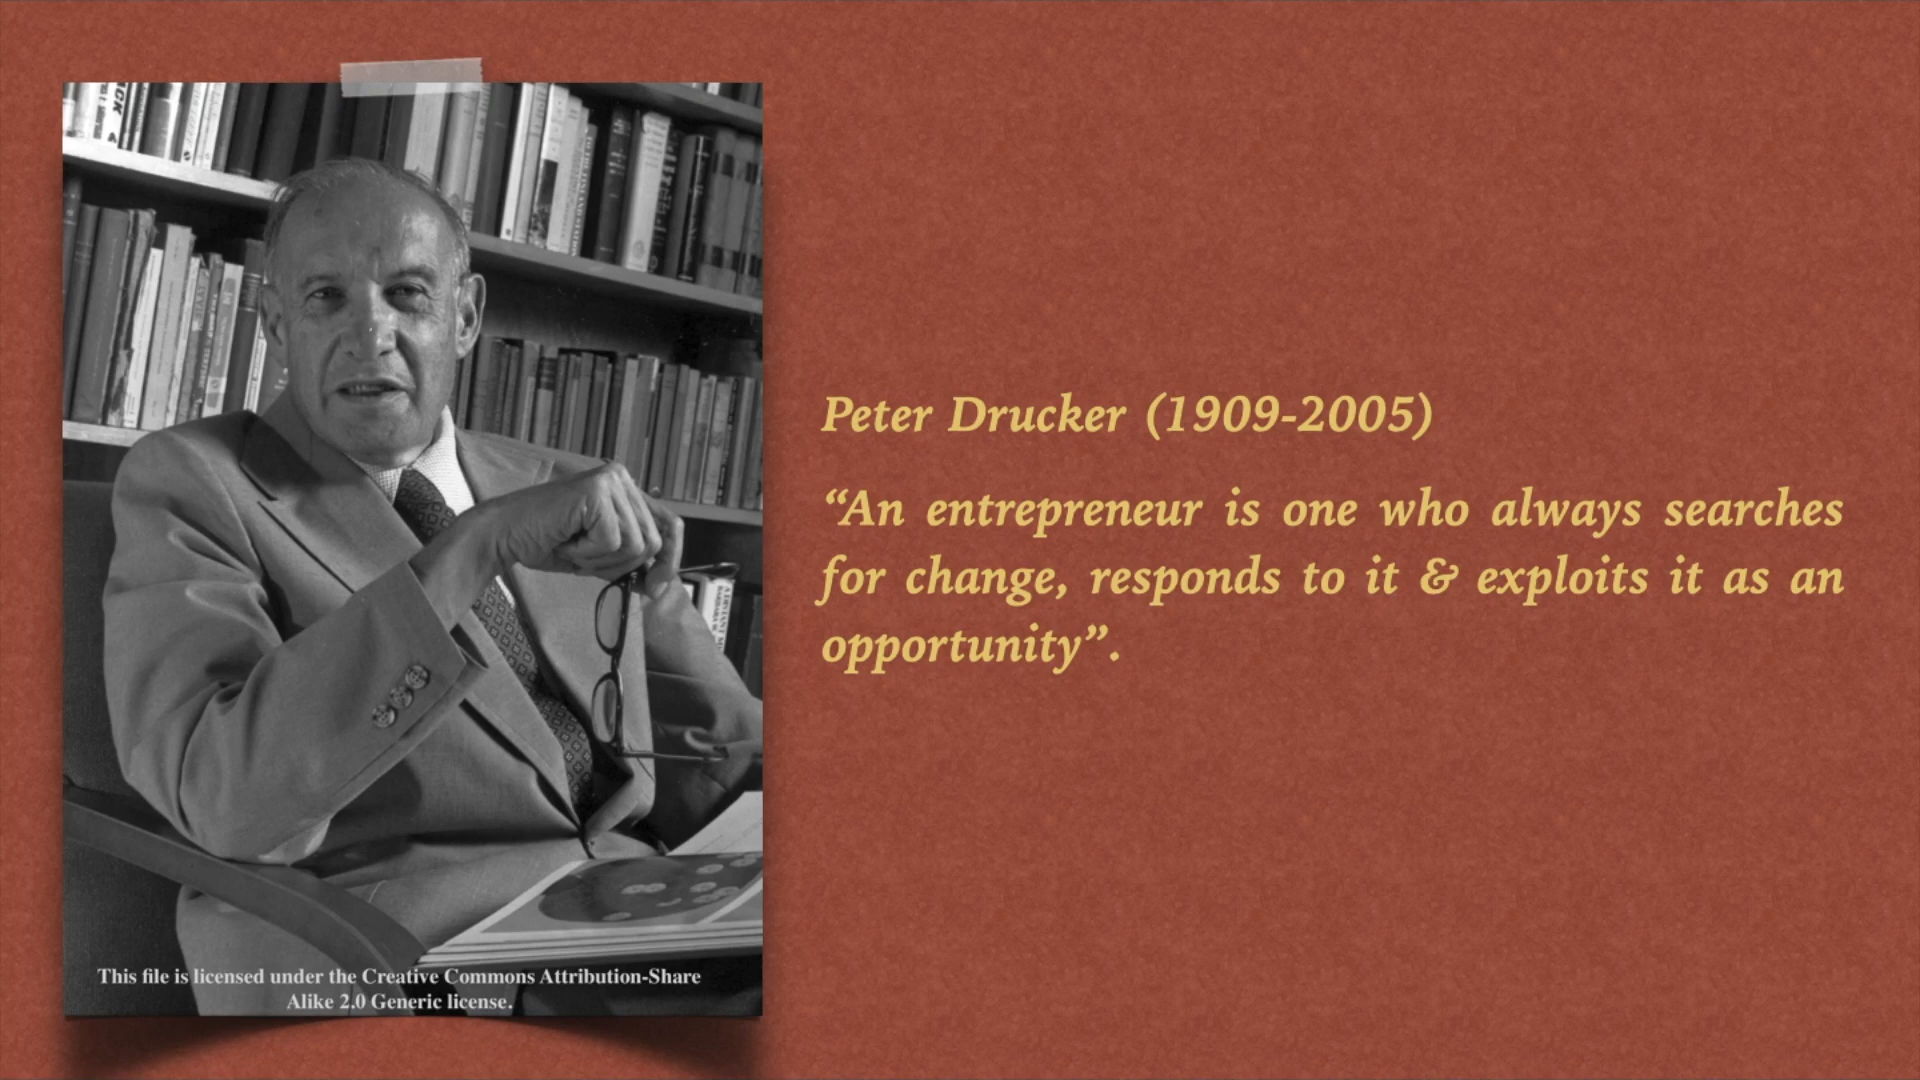 Peter Drucker (1909-2005)
“An entrepreneur is one who always searches
for change, responds to it & exploits it as an
opportunity”.
This file is licensed under the Creative Commons Attribution-Share
Alike 2.0 Generic license.